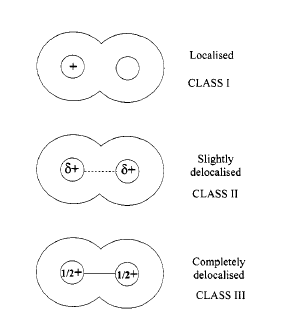 +
Localised
CLASS I
δ+ δ+
Slightly
delocalised
CLASS II
1/2+ 1/2+
Completely
delocalised
CLASS III